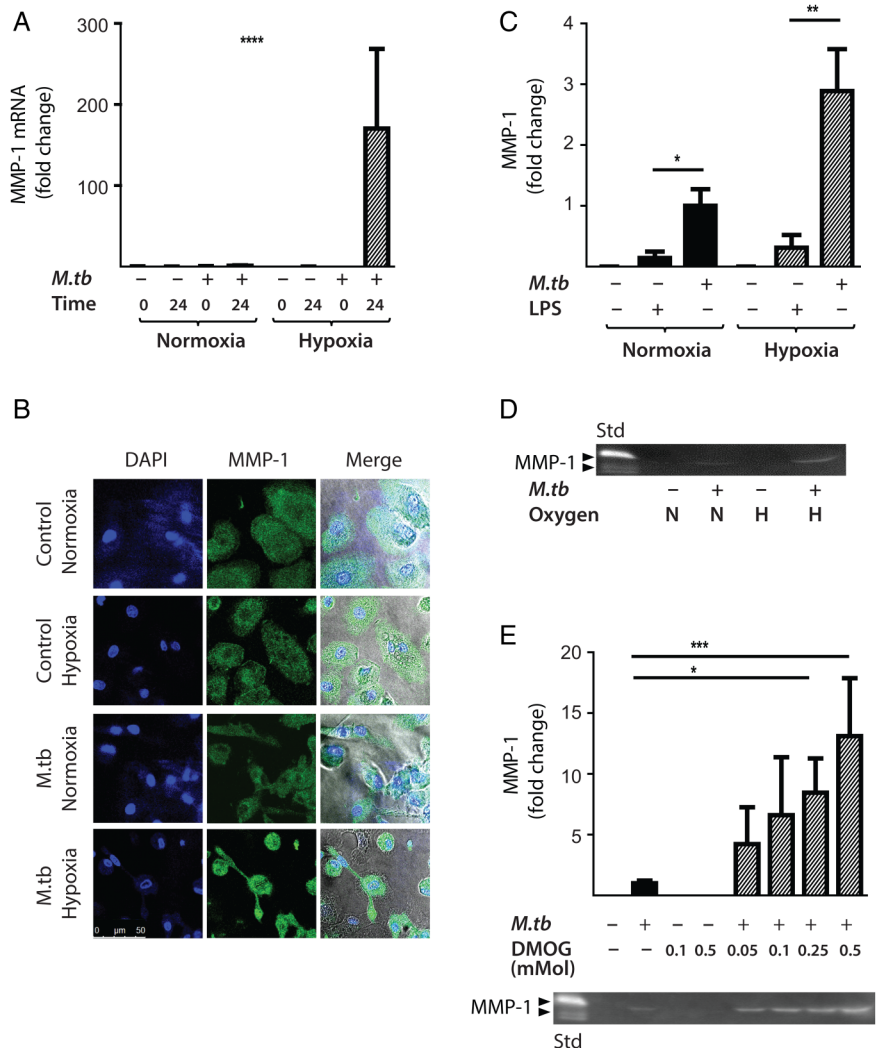 A
300
200
100
MMP-1 mRNA
(fold change)
****
M.tb – – + + – – + +
Time 0 24 0 24 0 24 0 24
Normoxia Hypoxia
C
4
3
2
1
MMP-1
(fold change)
*
**
M.tb – – + – – +
LPS – + – – + –
Normoxia Hypoxia
B
DAPI MMP-1 Merge
Control
Normoxia
Control
Hypoxia
M.tb
Normoxia
M.tb
Hypoxia
0 µm 50
D
Std
MMP-1
M.tb – + – +
Oxygen N N H H
E
20
15
10
5
MMP-1
(fold change)
***
*
M.tb – + – – + + + +
DMOG – – 0.1 0.5 0.05 0.1 0.25 0.5
(mMol)
MMP-1
Std